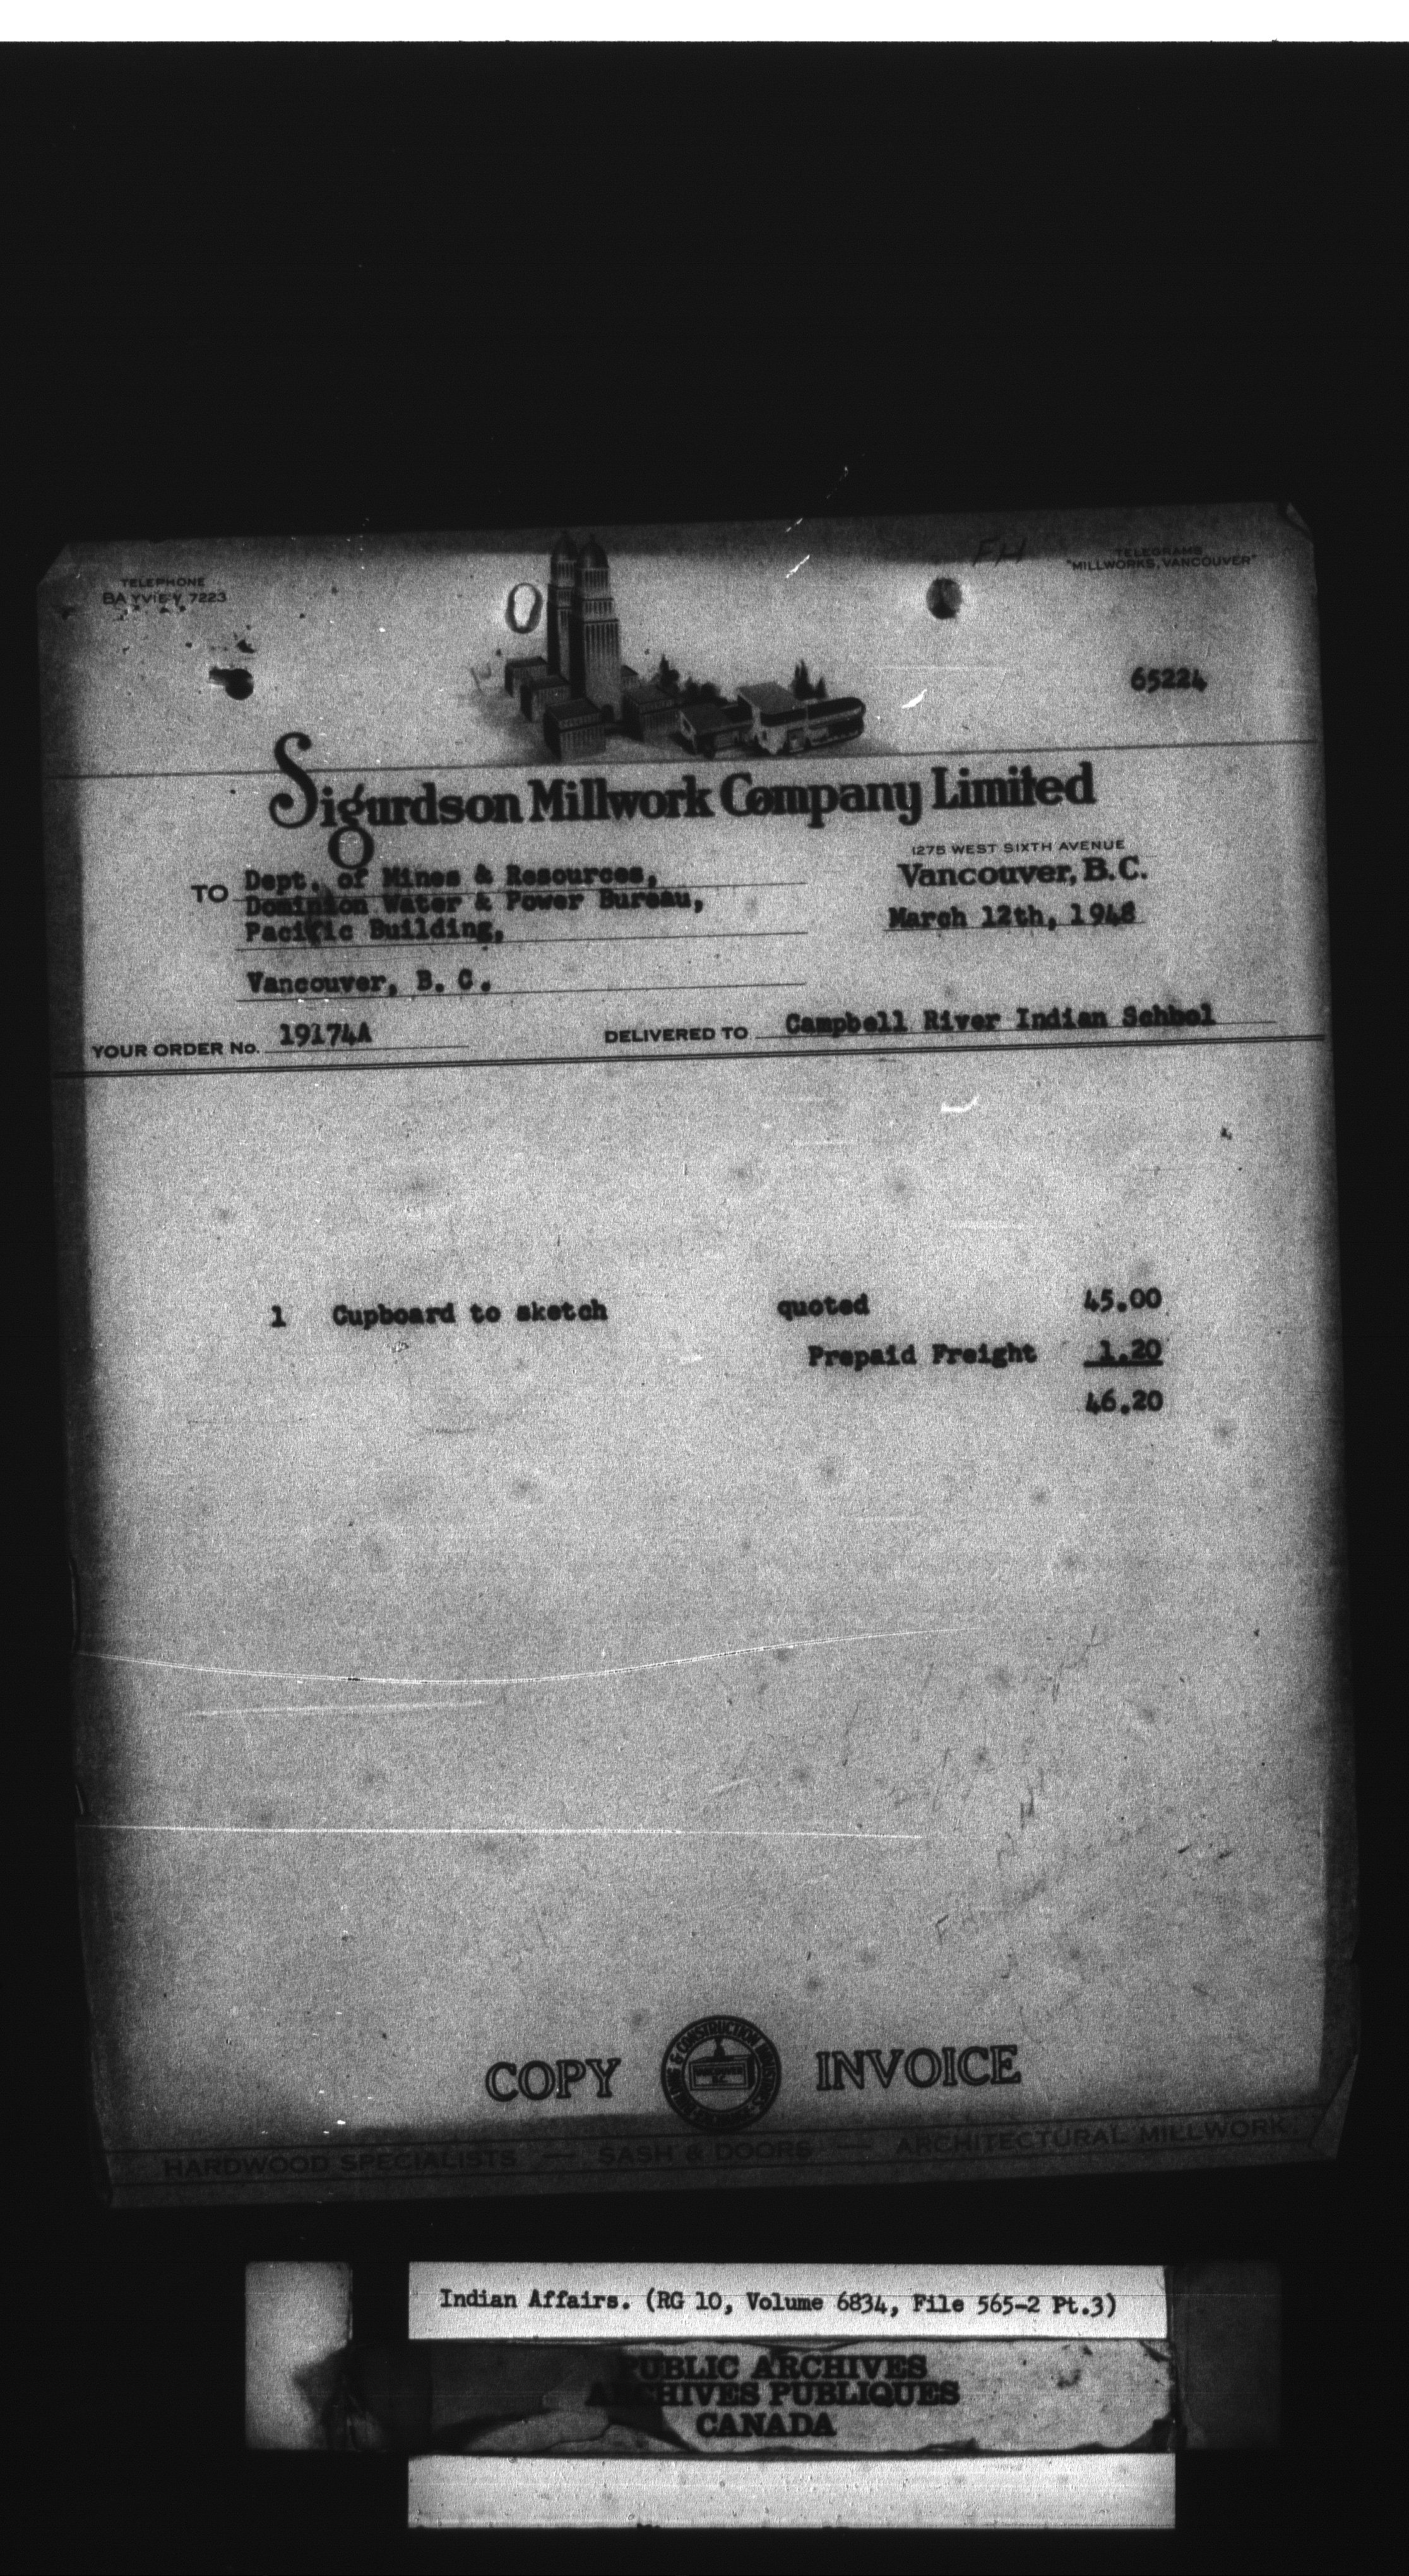 FH
TELEPHONE
BAYVIEW 7223
TELEGRAMS
"MILLWORKS, VANCOUVER"
65224
Sigurdson Millwork Company Limited
1275 WEST SIXTH AVENUE
Vancouver, B.C.
March 12th, 1948
TO Dept. of Mines & Resources,
Dominion Water & Power Bureau,
Pacific Building,
Vancouver, B. C.
YOUR ORDER No. 19174A DELIVERED TO Campbell River Indian Schbol
1 Cupboard to sketch quoted 45.00
Prepaid Freight 1.20
46.20
COPY INVOICE
HARDWOOD SPECIALISTS — SASH & DOORS — ARCHITECTURAL MILLWORK
Indian Affairs. (RG 10, Volume 6834, File 565-2 Pt.3)
PUBLIC ARCHIVES
ARCHIVES PUBLIQUES
CANADA